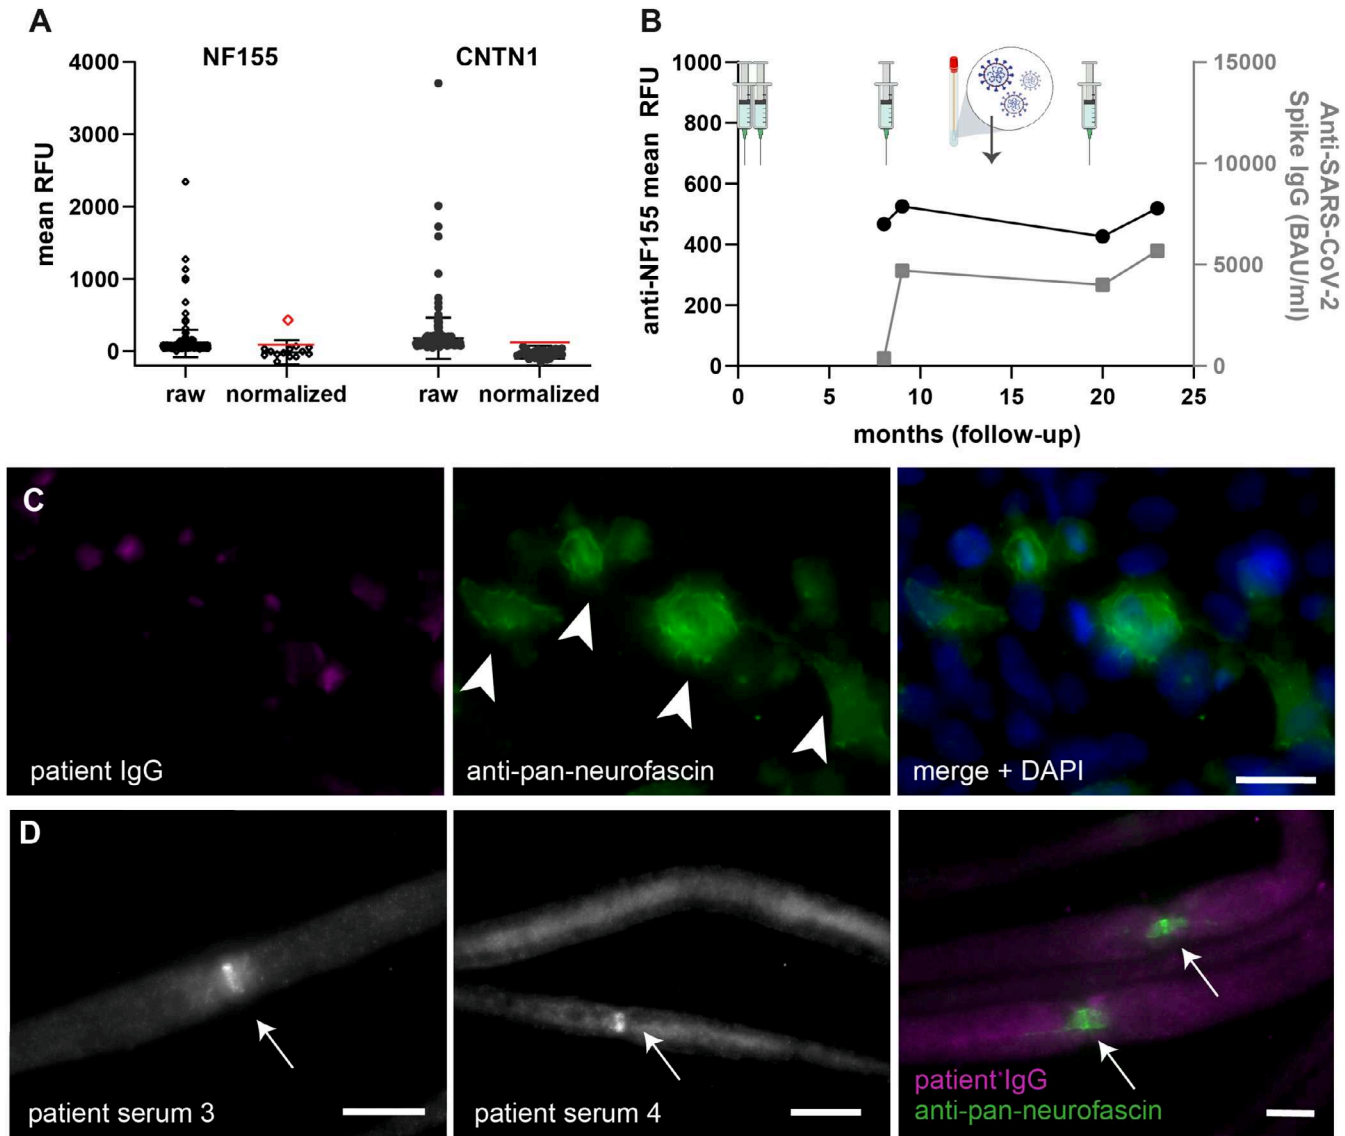 A
NF155
CNTN1
4000
3000
2000
1000
0
mean RFU
raw
normalized
raw
normalized
B
1000
800
600
400
200
0
anti-NF155 mean RFU
15000
10000
5000
0
Anti-SARS-CoV-2
Spike IgG (BAU/ml)
0
5
10
15
20
25
months (follow-up)
C
patient IgG
anti-pan-neurofascin
merge + DAPI
D
patient serum 3
patient serum 4
patient IgG
anti-pan-neurofascin